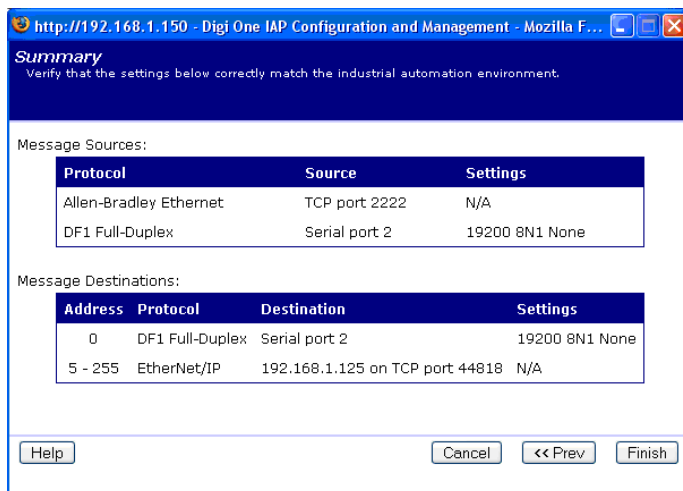 http://192.168.1.150 - Digi One IAP Configuration and Management - Mozilla F...
Summary
Verify that the settings below correctly match the industrial automation environment.
Message Sources:
Protocol Source Settings
Allen-Bradley Ethernet TCP port 2222 N/A
DF1 Full-Duplex Serial port 2 19200 8N1 None
Message Destinations:
Address Protocol Destination Settings
0 DF1 Full-Duplex Serial port 2 19200 8N1 None
5 - 255 EtherNet/IP 192.168.1.125 on TCP port 44818 N/A
Help Cancel << Prev Finish